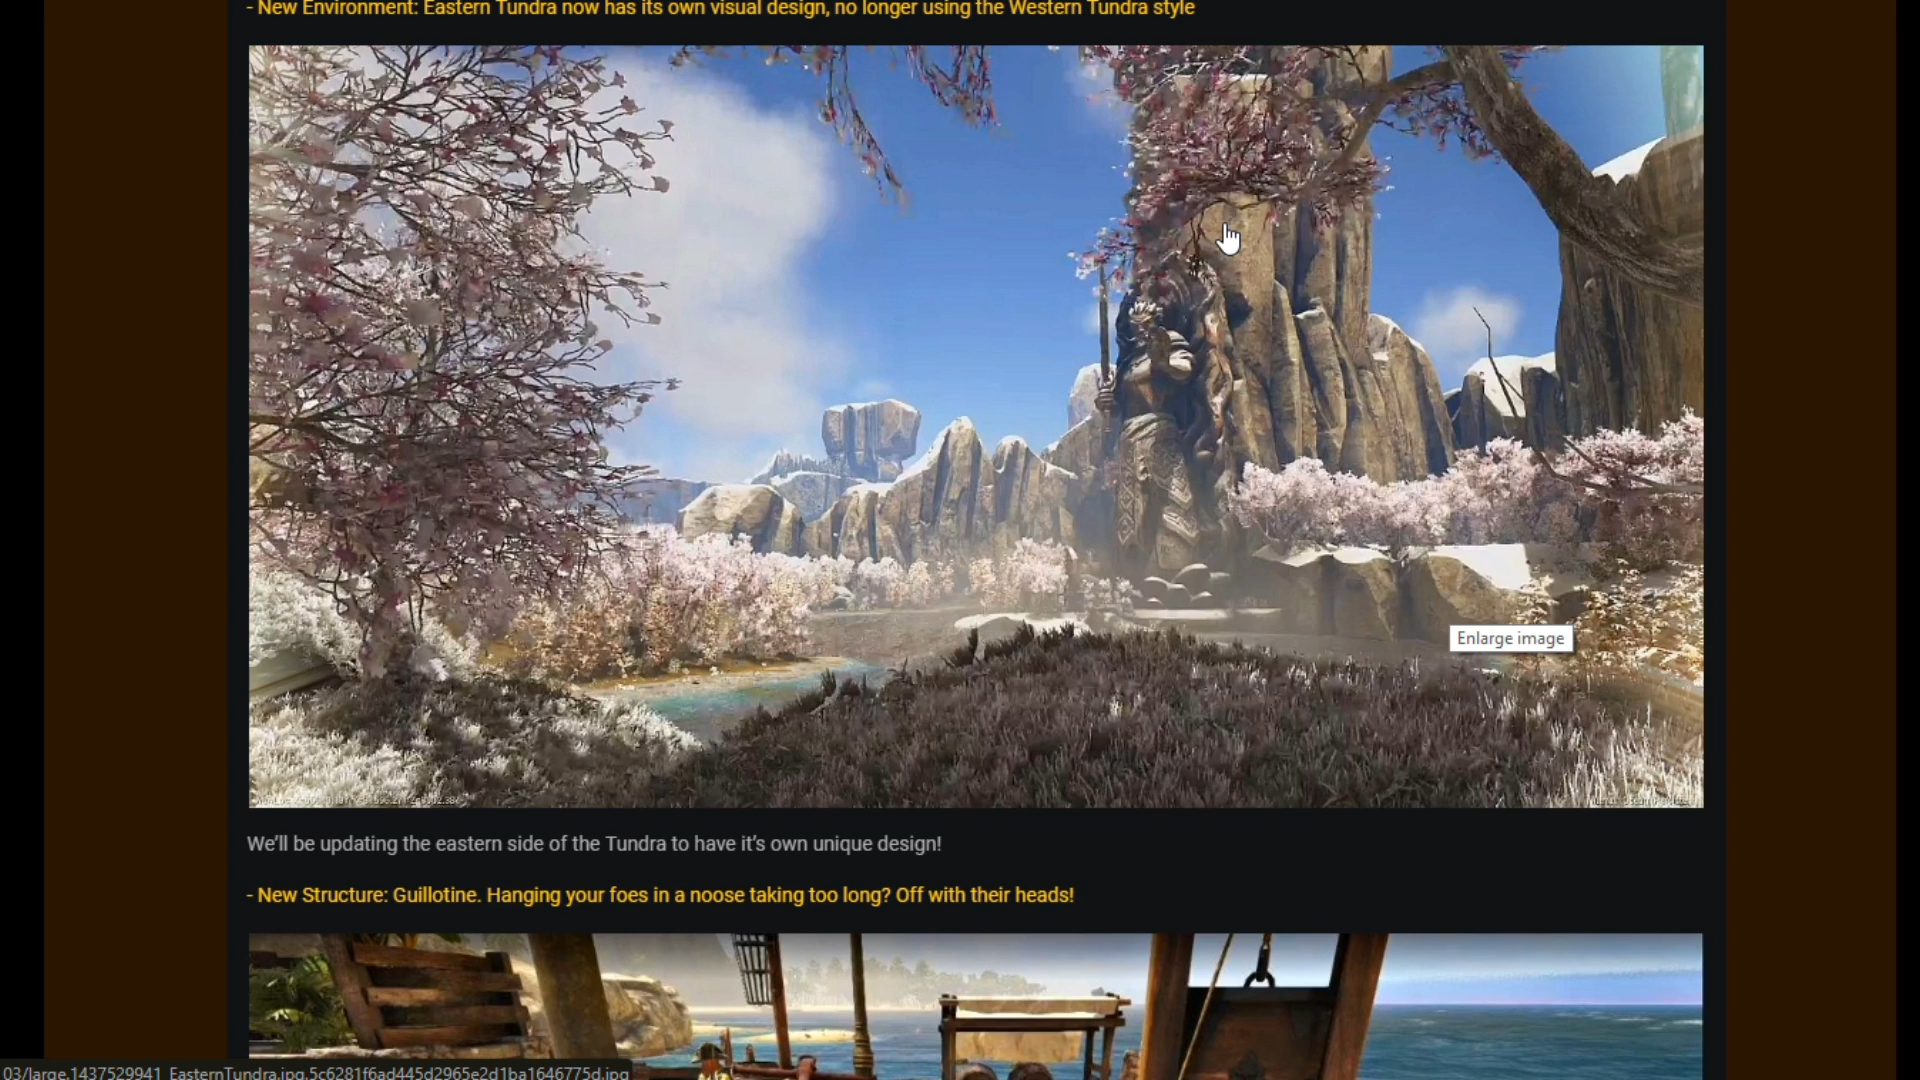 - New Environment: Eastern Tundra now has its own visual design, no longer using the Western Tundra style
Enlarge image
We'll be updating the eastern side of the Tundra to have it's own unique design!
- New Structure: Guillotine. Hanging your foes in a noose taking too long? Off with their heads!
03/large.1437529941_EasternTundra.jpg.5c6281f6ad445d2965e2d1ba1646775d.jpg